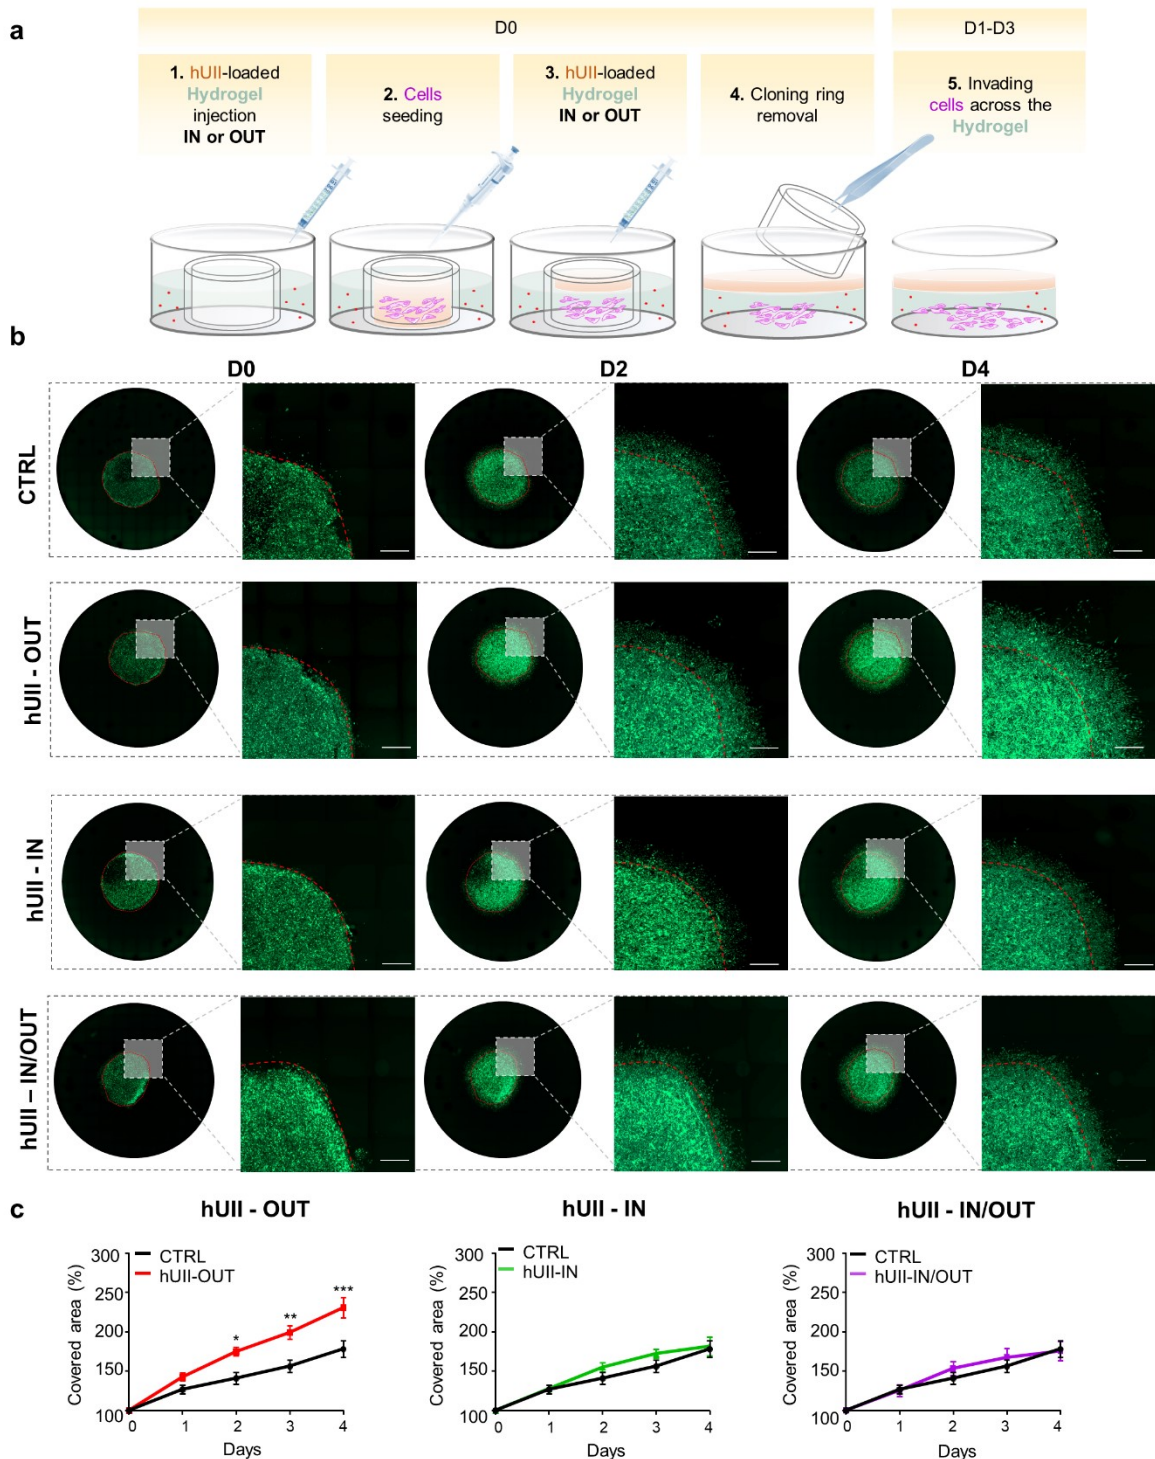 a
D0
D1-D3
1. hUII-loaded
Hydrogel
injection
IN or OUT
2. Cells
seeding
3. hUII-loaded
Hydrogel
IN or OUT
4. Cloning ring
removal
5. Invading
cells across the
Hydrogel
b
D0
D2
D4
CTRL
hUII - OUT
hUII - IN
hUII – IN/OUT
c
hUII - OUT
Covered area (%)
300
250
200
150
100
CTRL
hUII-OUT
*
**
***
0
1
2
3
4
Days
hUII - IN
Covered area (%)
300
250
200
150
100
CTRL
hUII-IN
0
1
2
3
4
Days
hUII - IN/OUT
Covered area (%)
300
250
200
150
100
CTRL
hUII-IN/OUT
0
1
2
3
4
Days